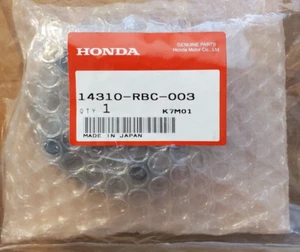 HONDA
GENUINE PARTS
Honda Motor Co., Ltd.
14310-RBC-003
QTY 1 K7M01
MADE IN JAPAN